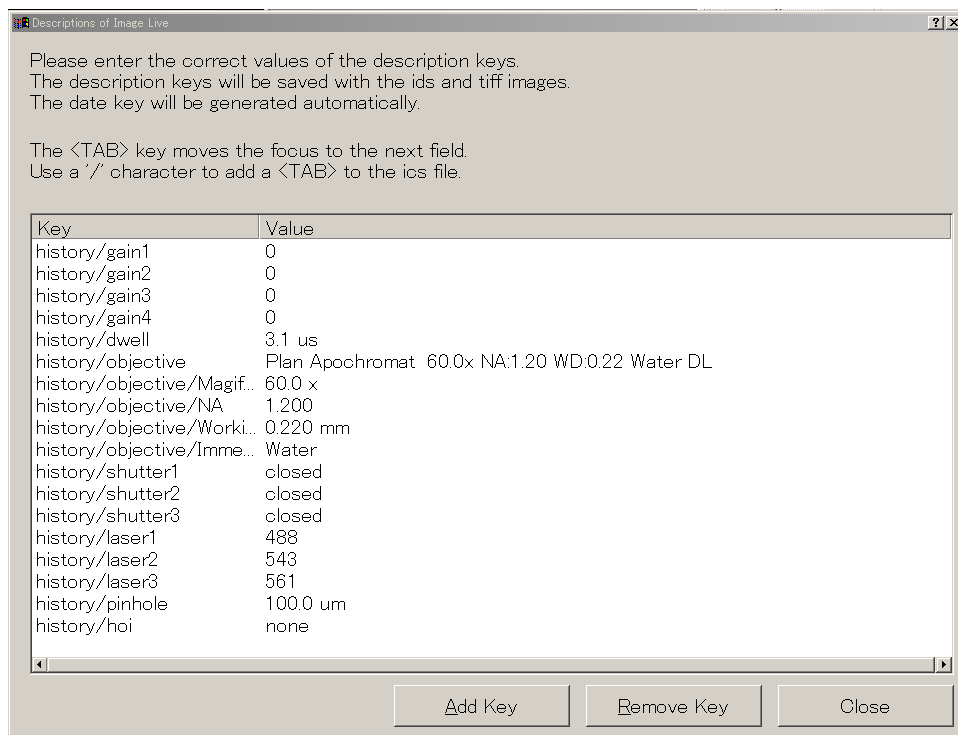 Descriptions of Image Live
Please enter the correct values of the description keys.
The description keys will be saved with the ids and tiff images.
The date key will be generated automatically.
The <TAB> key moves the focus to the next field.
Use a '/' character to add a <TAB> to the ics file.
Key Value
history/gain1 0
history/gain2 0
history/gain3 0
history/gain4 0
history/dwell 3.1 us
history/objective Plan Apochromat 60.0x NA:1.20 WD:0.22 Water DL
history/objective/Magif... 60.0 x
history/objective/NA 1.200
history/objective/Worki... 0.220 mm
history/objective/Imme... Water
history/shutter1 closed
history/shutter2 closed
history/shutter3 closed
history/laser1 488
history/laser2 543
history/laser3 561
history/pinhole 100.0 um
history/hoi none
Add Key Remove Key Close